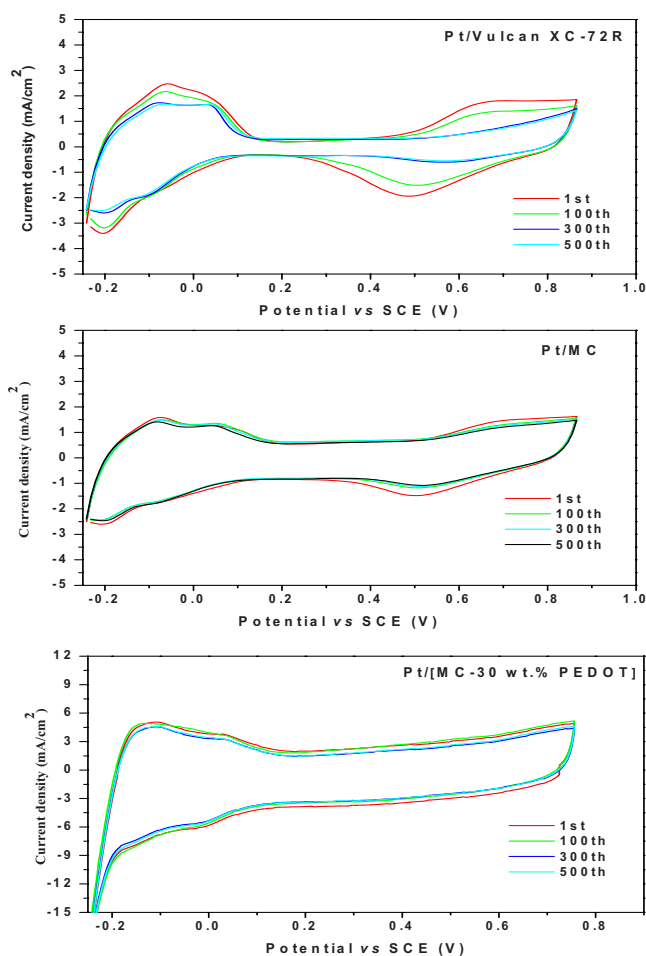 Pt/Vulcan XC-72R
Current density (mA/cm2)
5
4
3
2
1
0
-1
-2
-3
-4
-5
1st
100th
300th
500th
-0.2 0.0 0.2 0.4 0.6 0.8 1.0
Potential vs SCE (V)
Pt/MC
Current density (mA/cm2)
5
4
3
2
1
0
-1
-2
-3
-4
-5
1st
100th
300th
500th
-0.2 0.0 0.2 0.4 0.6 0.8 1.0
Potential vs SCE (V)
Pt/[MC-30 wt.% PEDOT]
Current density (mA/cm2)
12
9
6
3
0
-3
-6
-9
-12
-15
1st
100th
300th
500th
-0.2 0.0 0.2 0.4 0.6 0.8
Potential vs SCE (V)